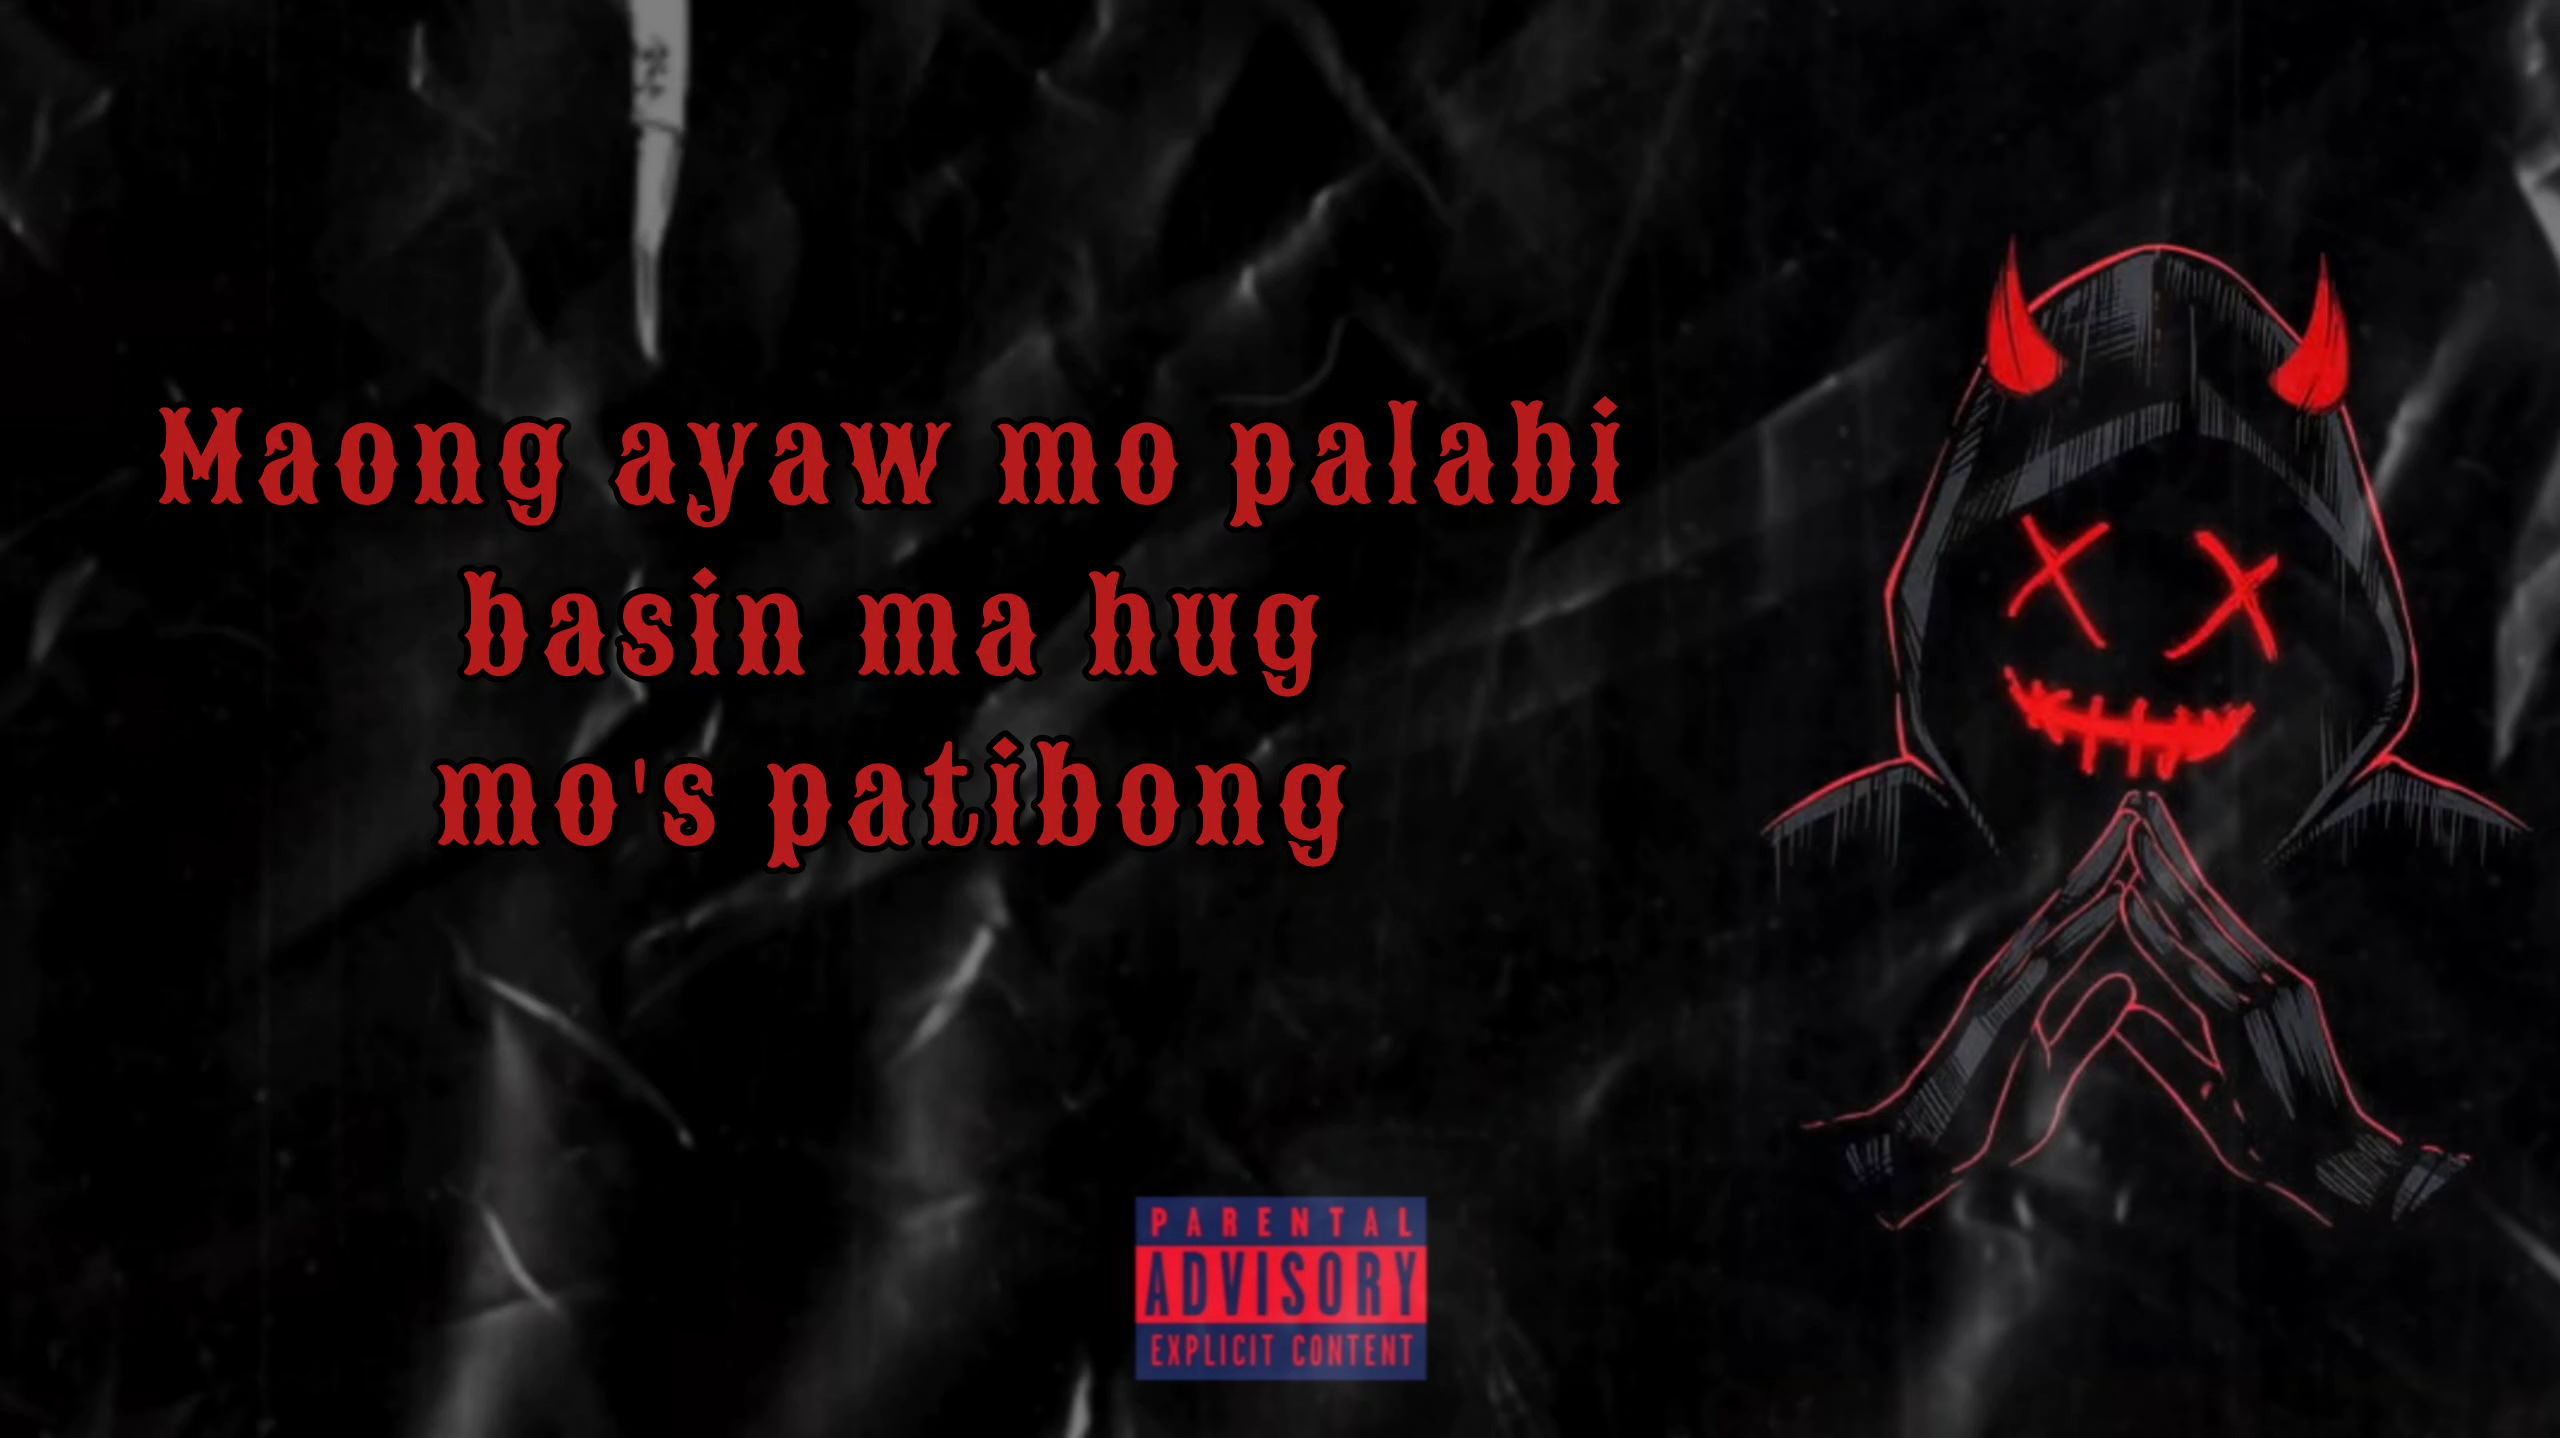 Maong ayaw mo palabi
basin ma hug
mo's patibong
PARENTAL
ADVISORY
EXPLICIT CONTENT